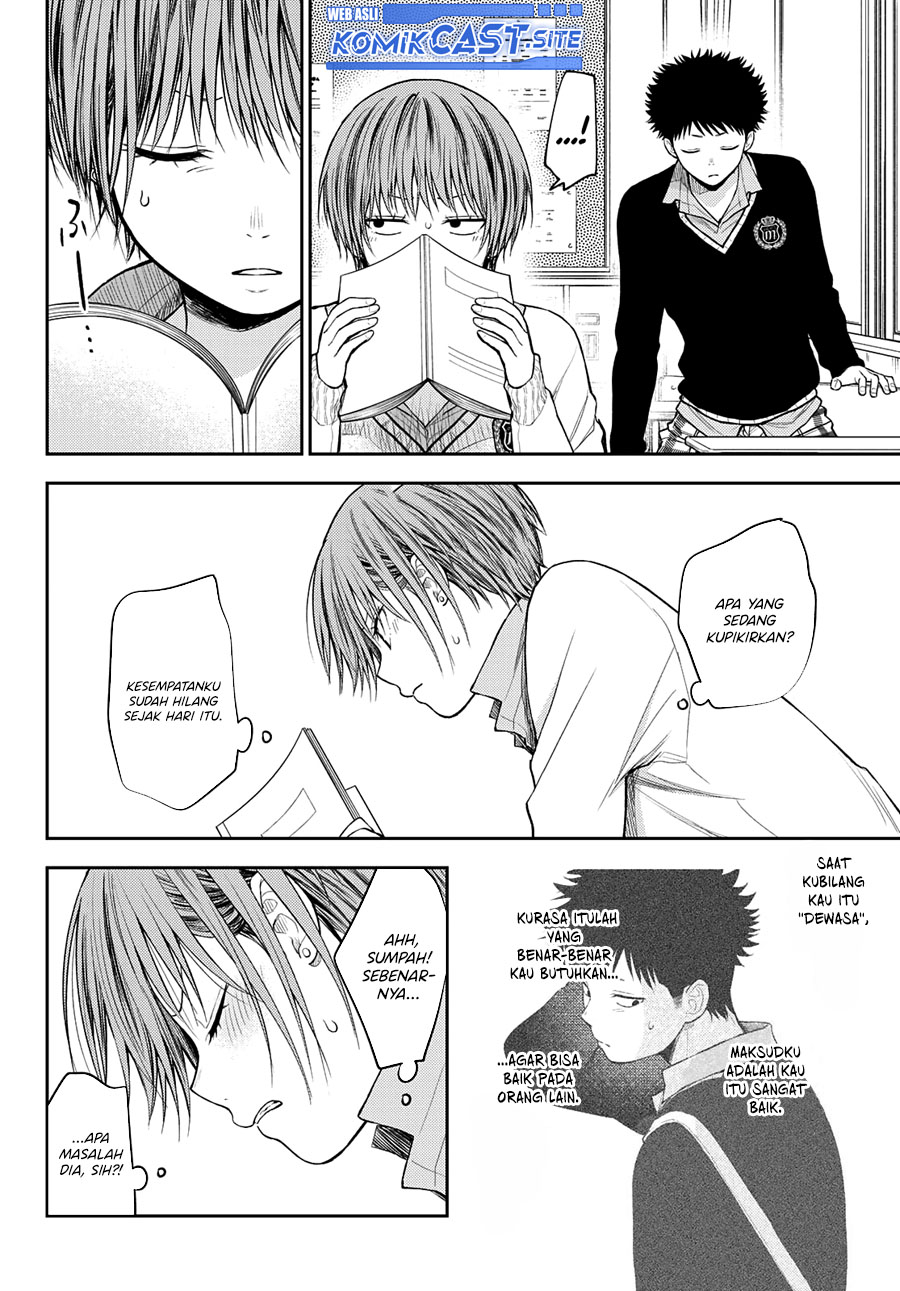 WEB ASLI
KOMIKCAST.SITE
....!
m
ふ
い
...
APA YANG
SEDANG
KUPIKIRKAN?
KESEMPATANKU
SUDAH HILANG
SEJAK HARI ITU.
SAAT
KUBILANG
KAU ITU
"DEWASA",
MAKSUDKU
ADALAH KAU
ITU SANGAT
BAIK.
KURASA ITULAH
YANG
BENAR-BENAR
KAU BUTUHKAN...
...AGAR BISA
BAIK PADA
ORANG LAIN.
AHH,
SUMPAH!
SEBENAR-
NYA...
...APA
MASALAH
DIA, SIH?!